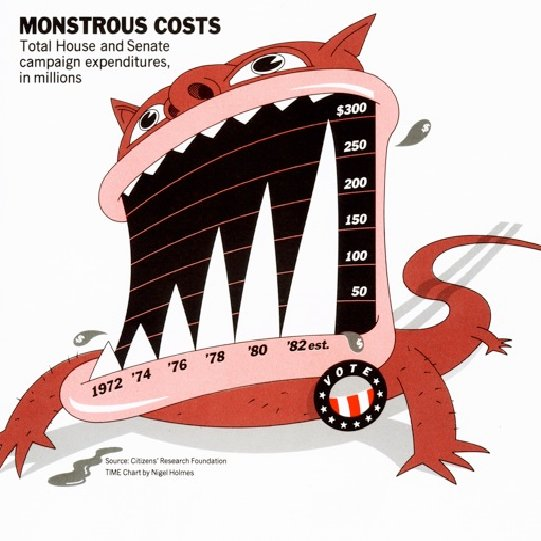 MONSTROUS COSTS
Total House and Senate
campaign expenditures,
in millions
$300
250
200
150
100
50
1972 '74 '76 '78 '80 '82 est.
$
$
$
VOTE
Source: Citizens' Research Foundation
TIME Chart by Nigel Holmes